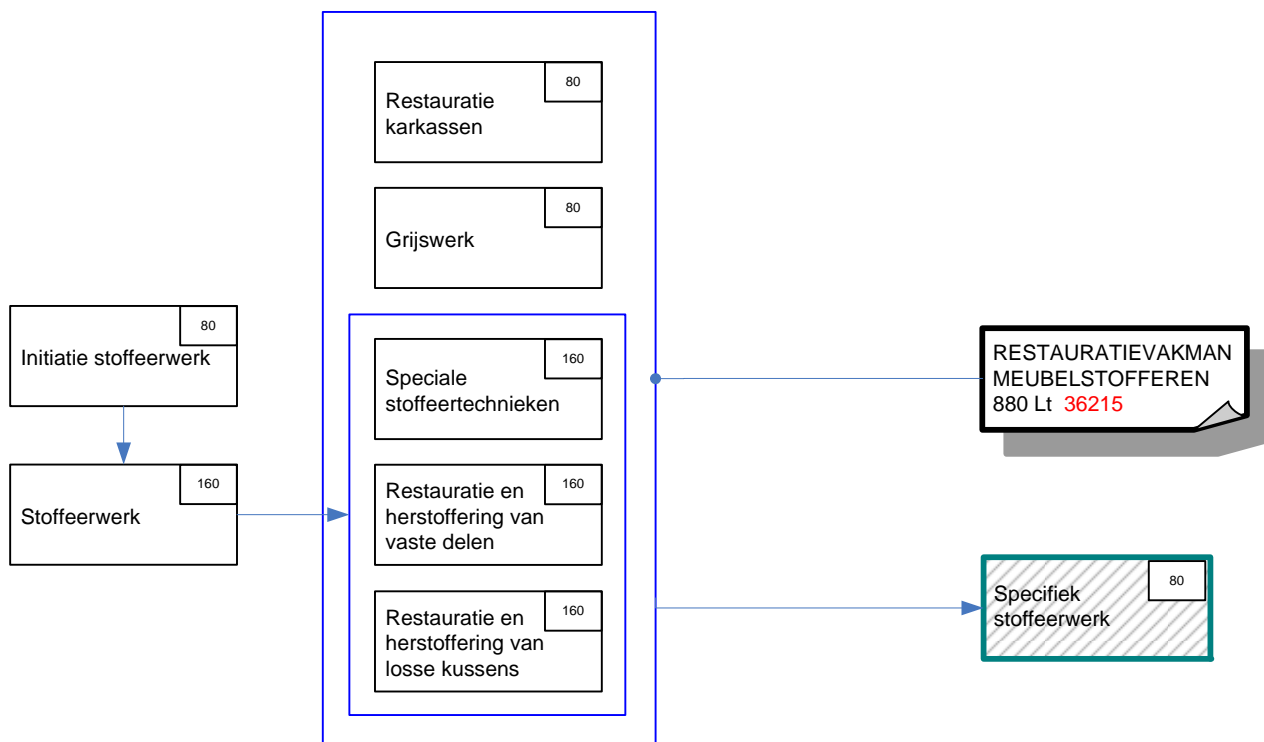 80
Restauratie
karkassen
80
Grijswerk
80
Initiatie stoffeerwerk
160
Stoffeerwerk
160
Speciale
stoffeertechnieken
160
Restauratie en
herstoffering van
vaste delen
160
Restauratie en
herstoffering van
losse kussens
RESTAURATIEVAKMAN
MEUBELSTOFFEREN
880 Lt 36215
80
Specifiek
stoffeerwerk